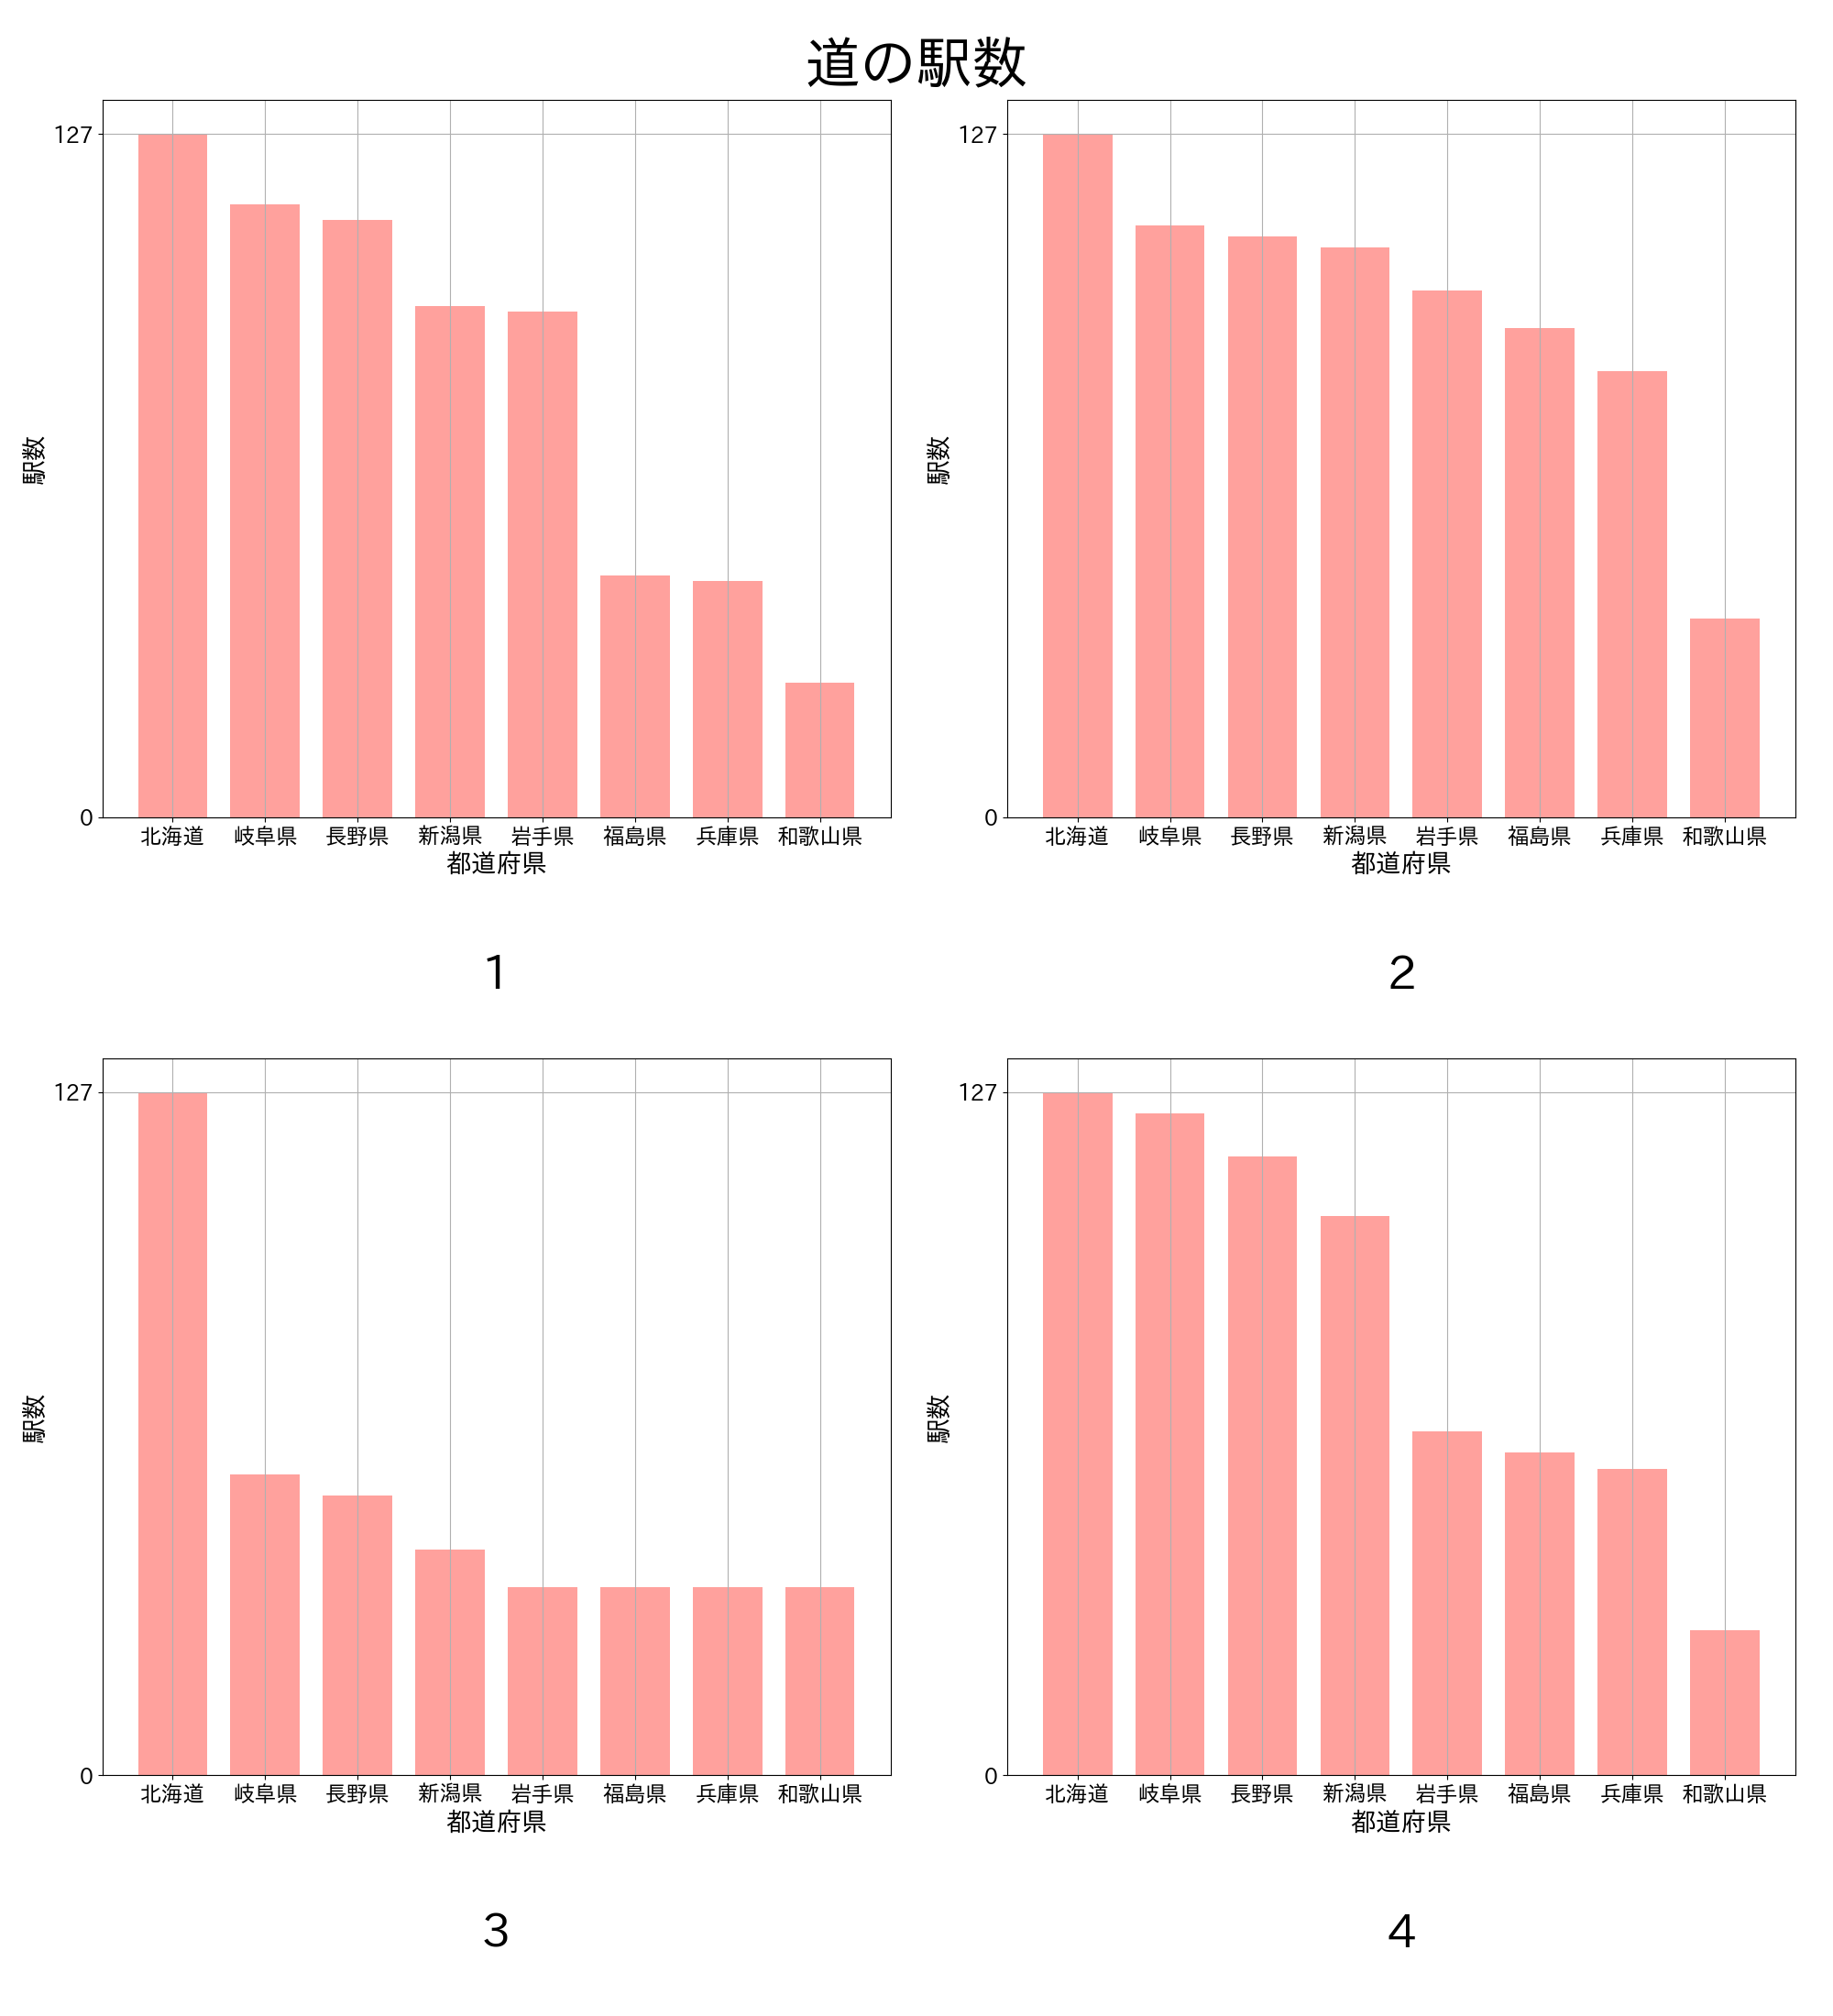 道の駅数
127
駅数
0
北海道 岐阜県 長野県 新潟県 岩手県 福島県 兵庫県 和歌山県
都道府県
1
127
駅数
0
北海道 岐阜県 長野県 新潟県 岩手県 福島県 兵庫県 和歌山県
都道府県
2
127
駅数
0
北海道 岐阜県 長野県 新潟県 岩手県 福島県 兵庫県 和歌山県
都道府県
3
127
駅数
0
北海道 岐阜県 長野県 新潟県 岩手県 福島県 兵庫県 和歌山県
都道府県
4